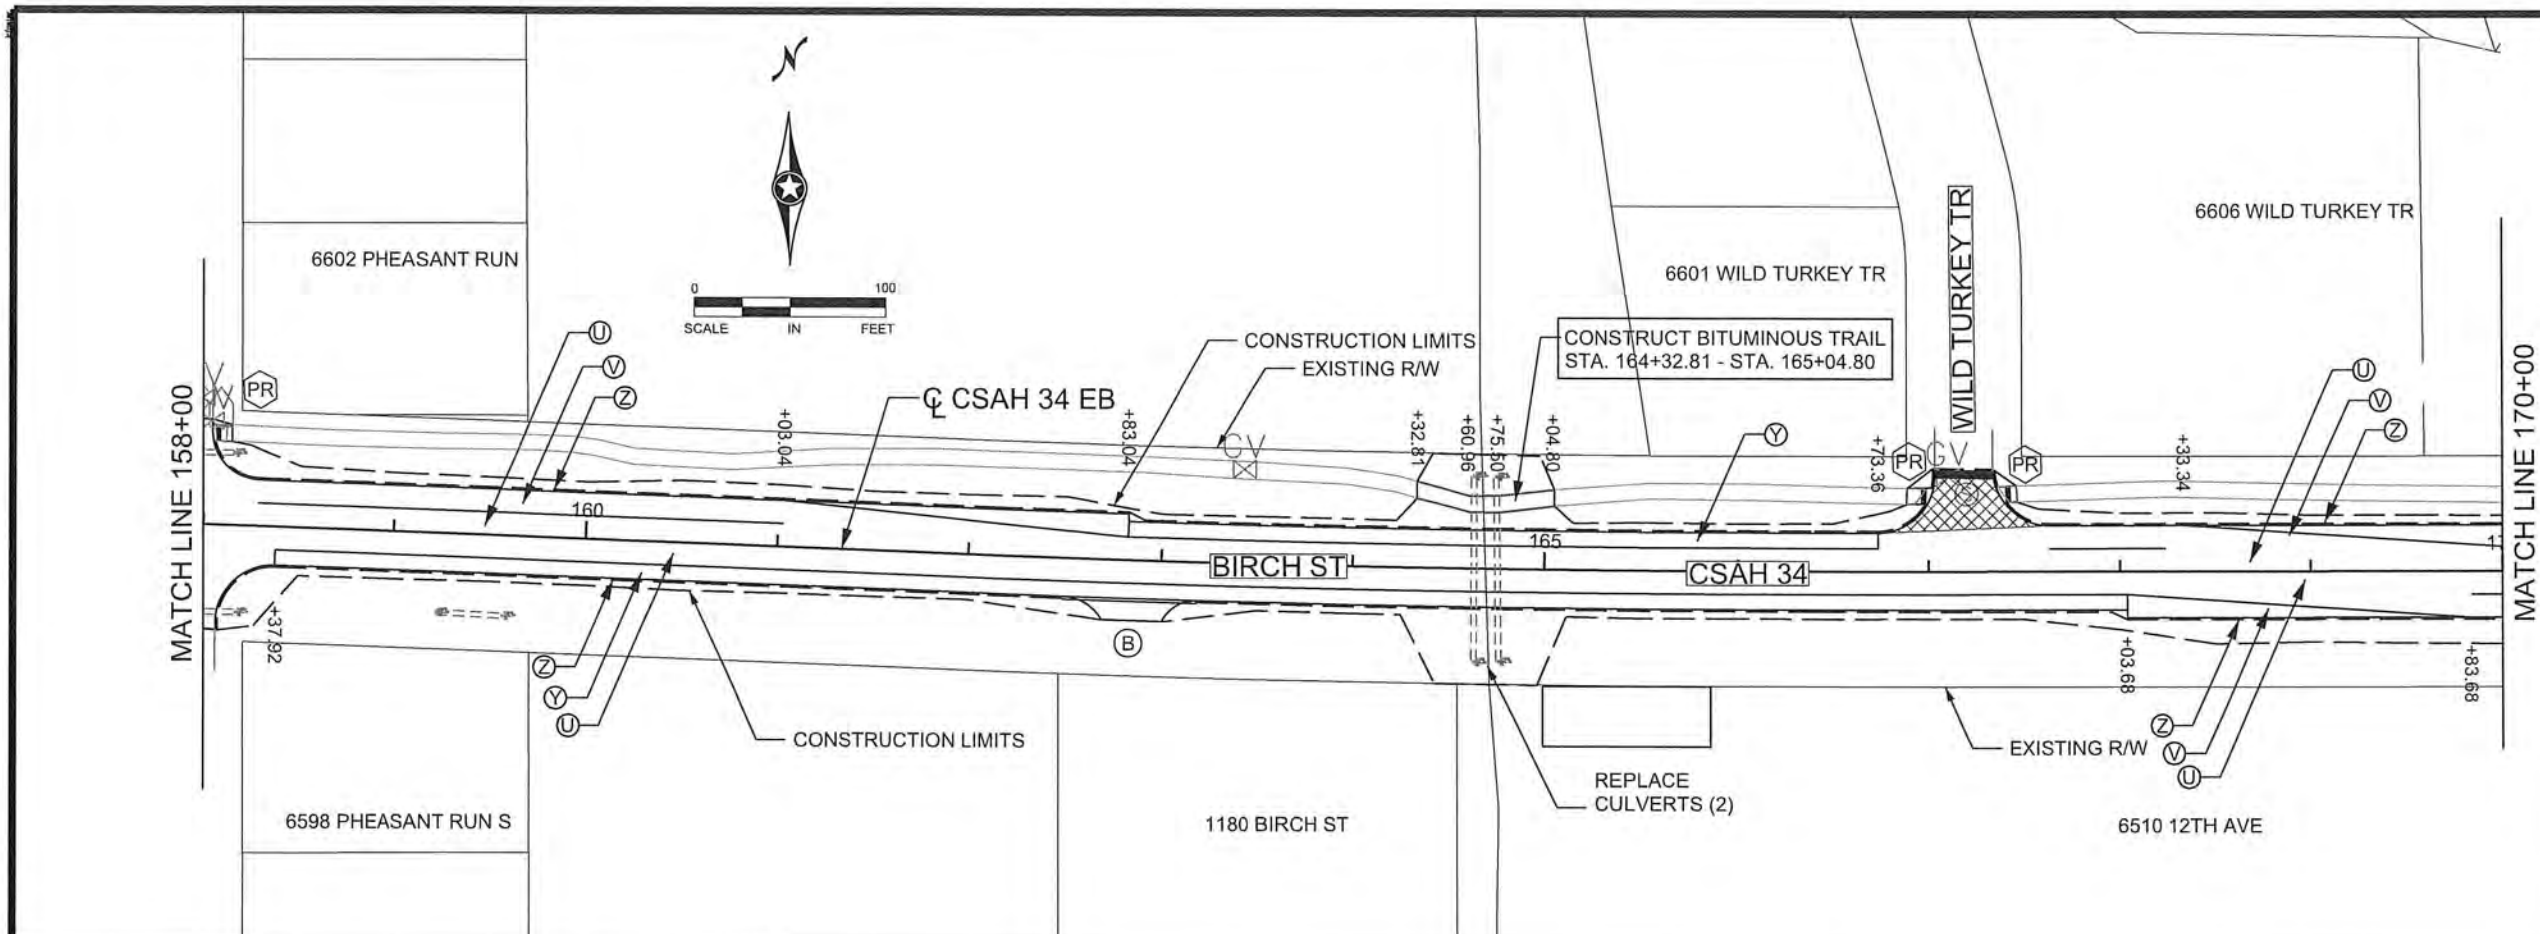 N
0 100
SCALE IN FEET
6602 PHEASANT RUN
6601 WILD TURKEY TR
WILD TURKEY TR
6606 WILD TURKEY TR
MATCH LINE 158+00
PR
U
V
Z
CONSTRUCTION LIMITS
EXISTING R/W
CONSTRUCT BITUMINOUS TRAIL
STA. 164+32.81 - STA. 165+04.80
℄ CSAH 34 EB
+03.04
+83.04
GV
+32.81
+60.96
+75.50
+04.80
Y
+73.36
PR
GV
PR
+33.34
U
V
Z
MATCH LINE 170+00
160
165
BIRCH ST
CSAH 34
S
+37.92
B
Z
Y
U
CONSTRUCTION LIMITS
REPLACE
CULVERTS (2)
EXISTING R/W
+03.68
+83.68
Z
V
U
6598 PHEASANT RUN S
1180 BIRCH ST
6510 12TH AVE